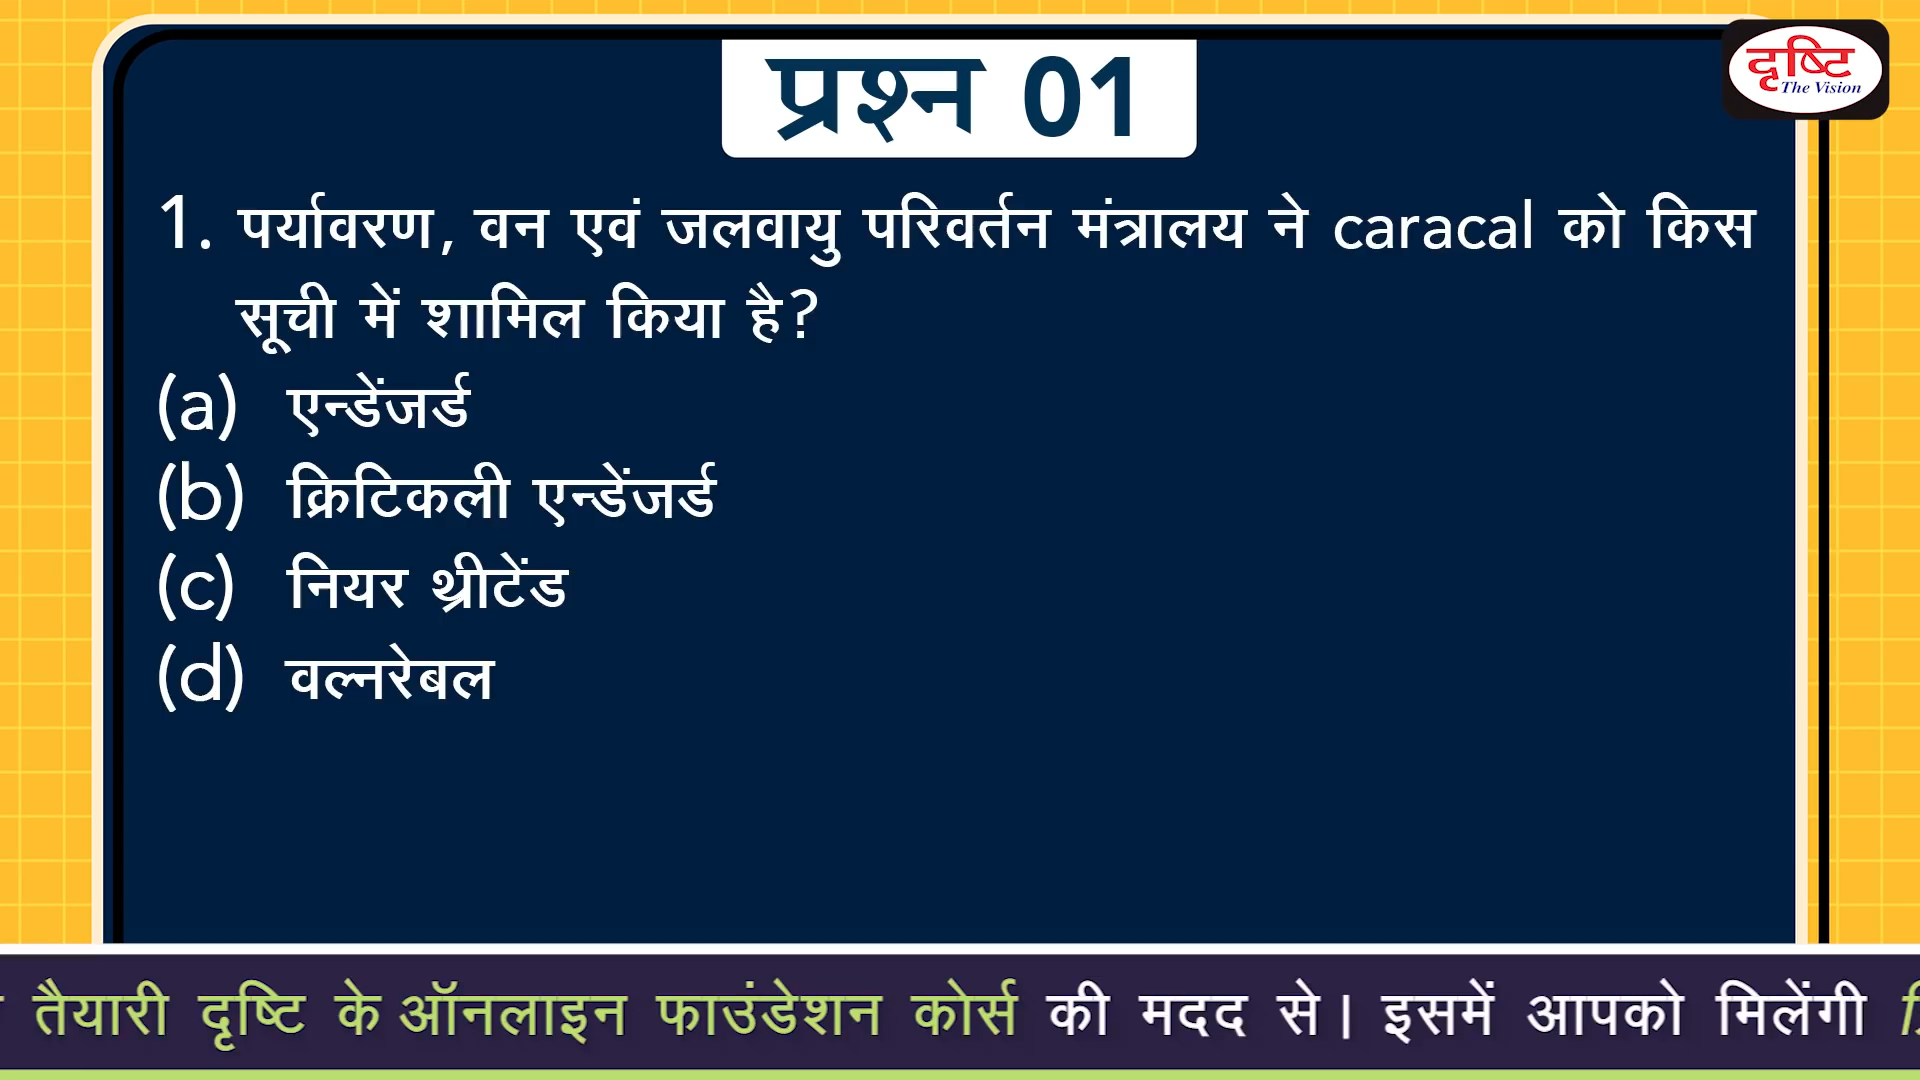 प्रश्न 01
दृष्टि
The Vision
1. पर्यावरण, वन एवं जलवायु परिवर्तन मंत्रालय ने caracal को किस
सूची में शामिल किया है?
(a) एन्डेंजर्ड
(b) क्रिटिकली एन्डेंजर्ड
(c) नियर थ्रीटेंड
(d) वल्नरेबल
तैयारी दृष्टि के ऑनलाइन फाउंडेशन कोर्स की मदद से। इसमें आपको मिलेंगी